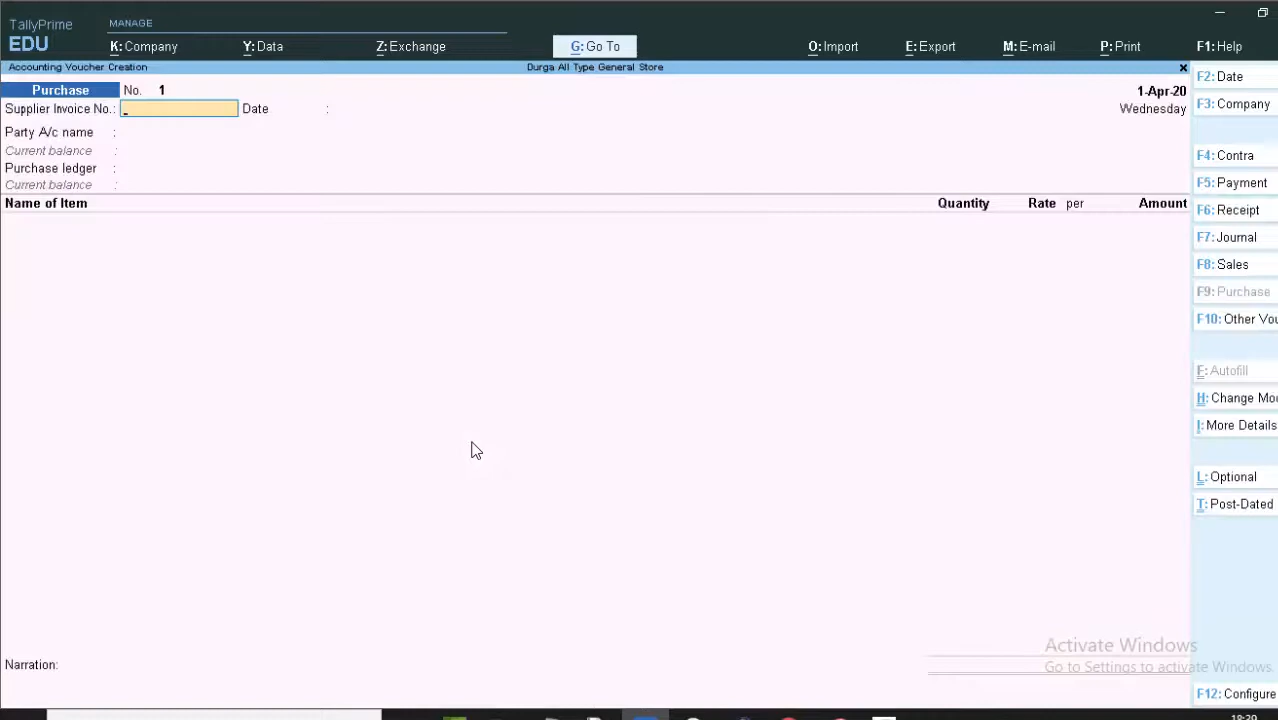 TallyPrime
EDU
MANAGE
K: Company
Y: Data
Z: Exchange
G: Go To
O: Import
E: Export
M: E-mail
P: Print
F1: Help
Accounting Voucher Creation
Durga All Type General Store
Purchase No. 1
1-Apr-20
Supplier Invoice No.: Date :
Wednesday
Party A/c name :
Current balance :
Purchase ledger :
Current balance :
Name of Item Quantity Rate per Amount
Narration:
F2: Date
F3: Company
F4: Contra
F5: Payment
F6: Receipt
F7: Journal
F8: Sales
F9: Purchase
F10: Other Vou
F: Autofill
H: Change Mod
I: More Details
L: Optional
T: Post-Dated
Activate Windows
Go to Settings to activate Windows.
F12: Configure